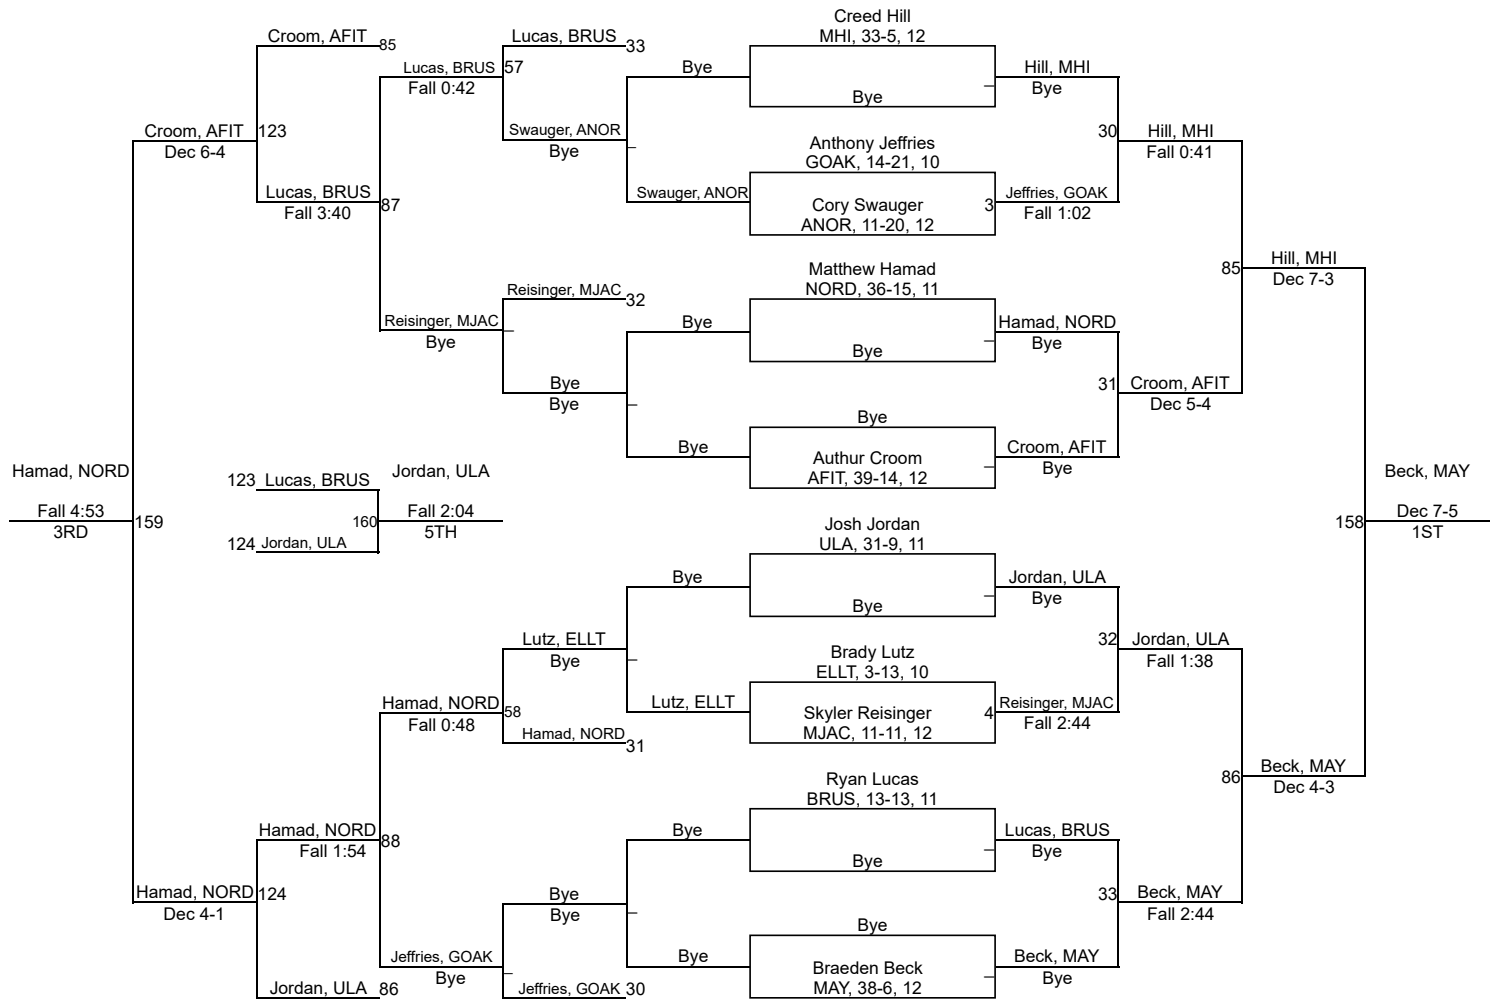 Creed Hill
MHI, 33-5, 12
Croom, AFIT
85
Lucas, BRUS
33
Lucas, BRUS
57
Fall 0:42
Bye
Bye
Hill, MHI
Bye
Croom, AFIT
123
Dec 6-4
Swauger, ANOR
Bye
Anthony Jeffries
GOAK, 14-21, 10
30
Hill, MHI
Fall 0:41
Lucas, BRUS
87
Fall 3:40
Swauger, ANOR
Cory Swauger
ANOR, 11-20, 12
3
Jeffries, GOAK
Fall 1:02
Matthew Hamad
NORD, 36-15, 11
85
Hill, MHI
Dec 7-3
Reisinger, MJAC
32
Reisinger, MJAC
Bye
Bye
Bye
Hamad, NORD
Bye
Bye
Bye
31
Croom, AFIT
Dec 5-4
Bye
Bye
Authur Croom
AFIT, 39-14, 12
Croom, AFIT
Bye
Hamad, NORD
Fall 4:53
159
3RD
123
Lucas, BRUS
Jordan, ULA
160
Fall 2:04
5TH
124
Jordan, ULA
Beck, MAY
158
Dec 7-5
1ST
Josh Jordan
ULA, 31-9, 11
Bye
Bye
Jordan, ULA
Bye
Lutz, ELLT
Bye
Brady Lutz
ELLT, 3-13, 10
32
Jordan, ULA
Fall 1:38
Hamad, NORD
58
Fall 0:48
Lutz, ELLT
Skyler Reisinger
MJAC, 11-11, 12
4
Reisinger, MJAC
Fall 2:44
Hamad, NORD
31
Ryan Lucas
BRUS, 13-13, 11
86
Beck, MAY
Dec 4-3
Hamad, NORD
88
Fall 1:54
Bye
Bye
Lucas, BRUS
Bye
Hamad, NORD
124
Dec 4-1
Bye
Bye
33
Beck, MAY
Fall 2:44
Bye
Jeffries, GOAK
Bye
Bye
Braeden Beck
MAY, 38-6, 12
Beck, MAY
Bye
Jordan, ULA
86
Jeffries, GOAK
30